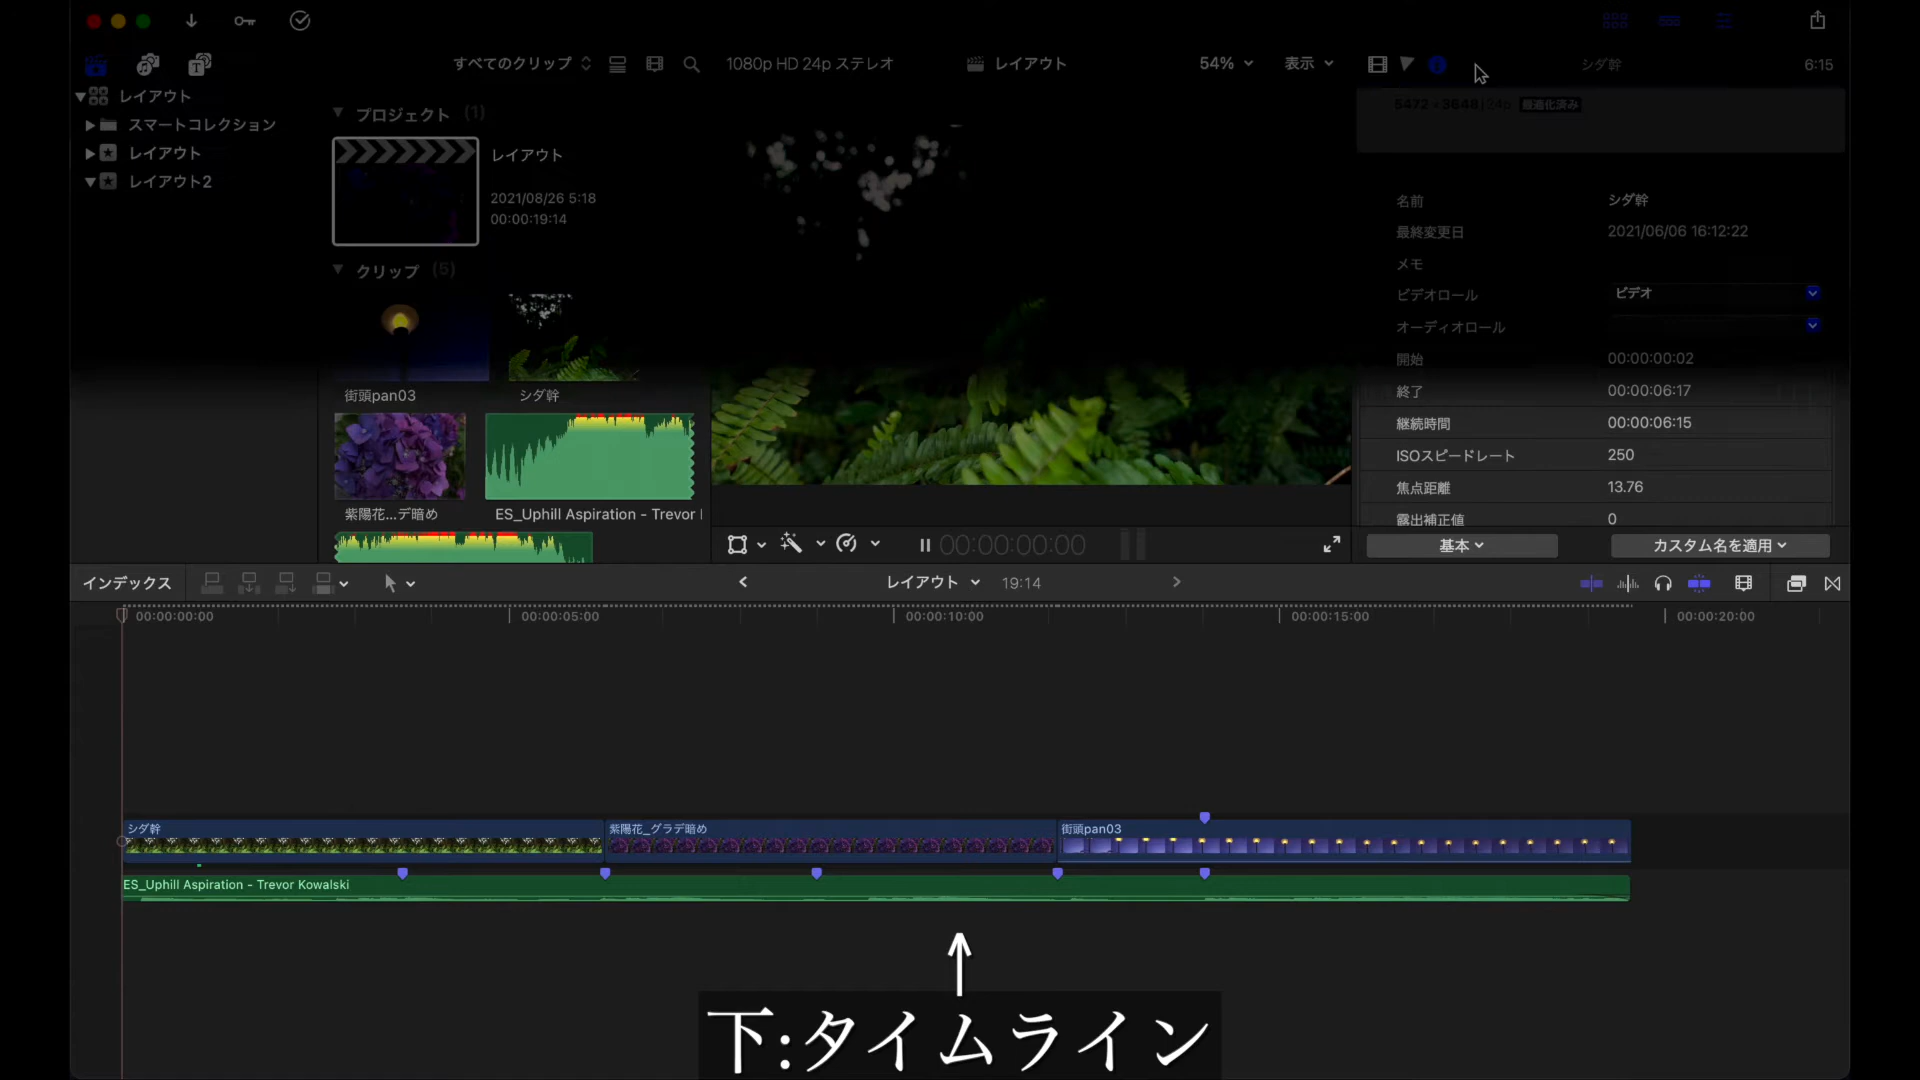 すべてのクリップ
1080p HD 24p ステレオ
レイアウト
54%
表示
シダ幹
6:15
レイアウト
スマートコレクション
レイアウト
レイアウト2
プロジェクト (1)
レイアウト
2021/08/26 5:18
00:00:19:14
クリップ (5)
街頭pan03
シダ幹
紫陽花...デ暗め
ES_Uphill Aspiration - Trevor
5472 × 3648 | 24p 最適化済み
名前 シダ幹
最終変更日 2021/06/06 16:12:22
メモ
ビデオロール ビデオ
オーディオロール
開始 00:00:00:02
終了 00:00:06:17
継続時間 00:00:06:15
ISOスピードレート 250
焦点距離 13.76
露出補正値 0
00:00:00:00
基本
カスタム名を適用
インデックス
レイアウト 19:14
00:00:00:00 00:00:05:00 00:00:10:00 00:00:15:00 00:00:20:00
シダ幹 紫陽花_グラデ暗め 街頭pan03
ES_Uphill Aspiration - Trevor Kowalski
下:タイムライン